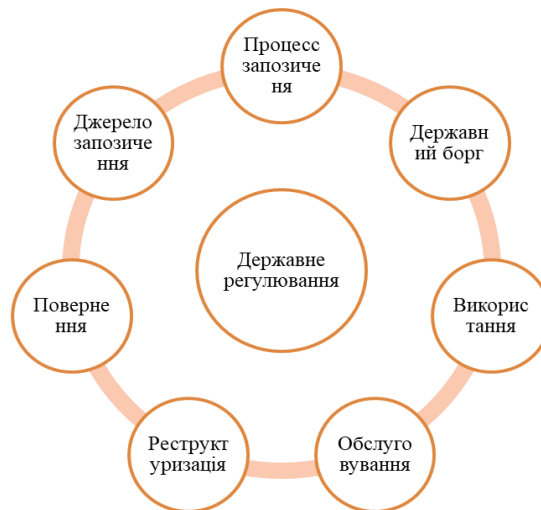 Процесс
запозиче
ня
Державн
ий борг
Викорис
тання
Обслуго
вування
Реструкт
уризація
Поверне
ння
Джерело
запозиче
ння
Державне
регулювання